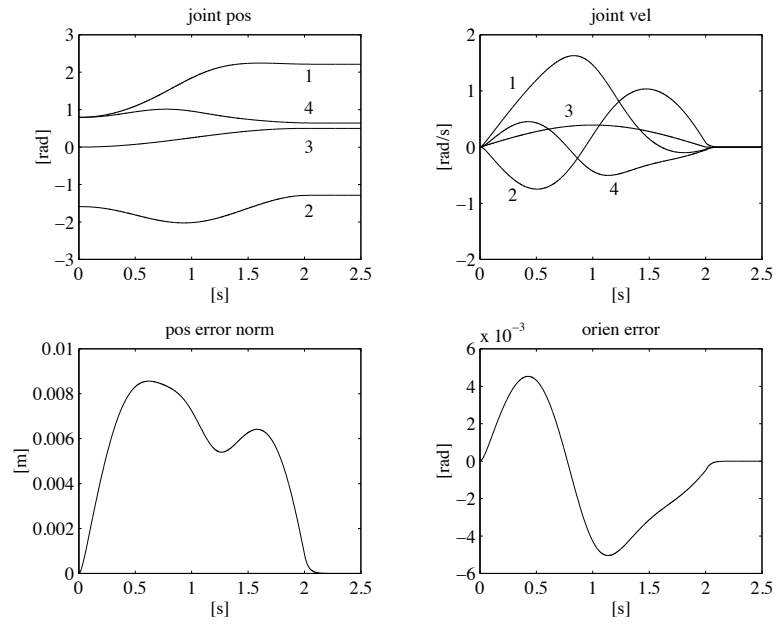 joint pos
3
2
1
0
−1
−2
−3
[rad]
1
4
3
2
0 0.5 1 1.5 2 2.5
[s]
joint vel
2
1
0
−1
−2
[rad/s]
1
3
2
4
0 0.5 1 1.5 2 2.5
[s]
pos error norm
0.01
0.008
0.006
0.004
0.002
0
[m]
0 0.5 1 1.5 2 2.5
[s]
orien error
x 10−3
6
4
2
0
−2
−4
−6
[rad]
0 0.5 1 1.5 2 2.5
[s]